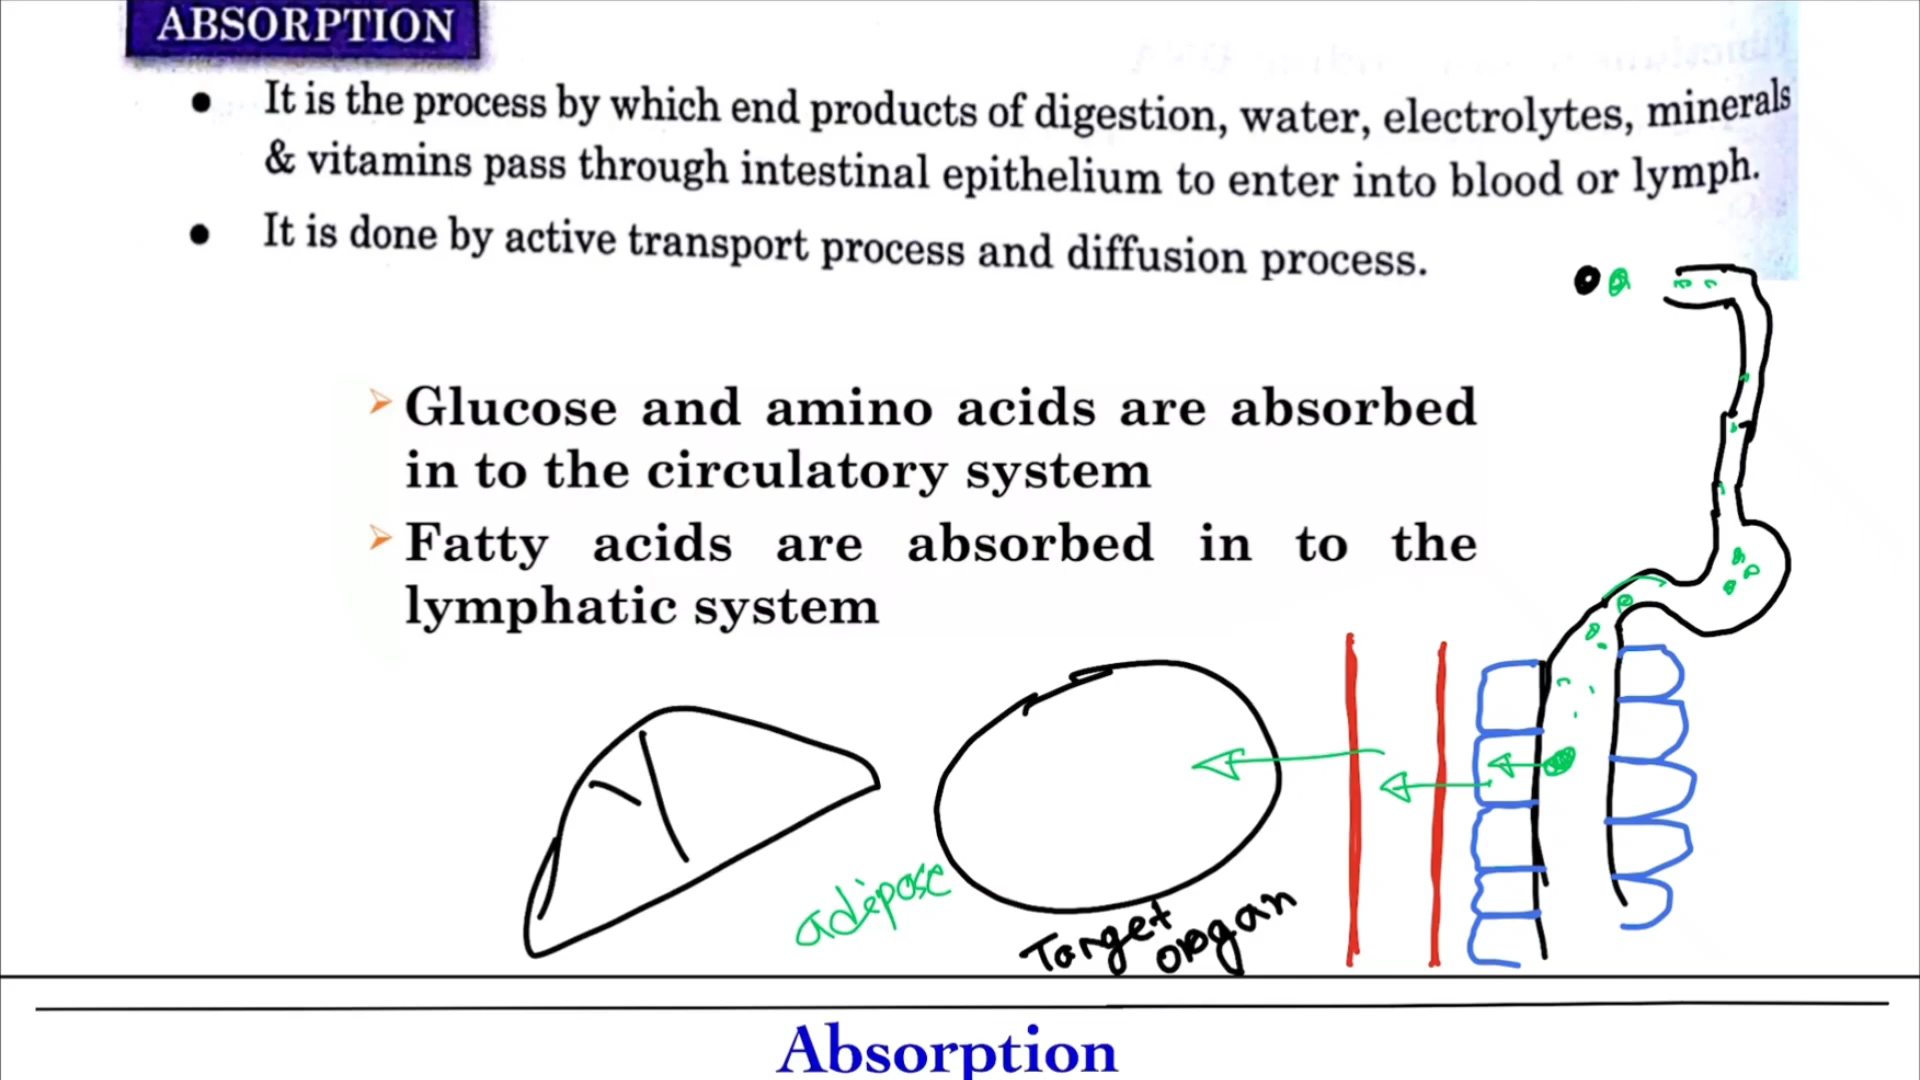 ABSORPTION
• It is the process by which end products of digestion, water, electrolytes, minerals
& vitamins pass through intestinal epithelium to enter into blood or lymph.
• It is done by active transport process and diffusion process.
➢ Glucose and amino acids are absorbed
in to the circulatory system
➢ Fatty acids are absorbed in to the
lymphatic system
adipose
Target
organ
Absorption